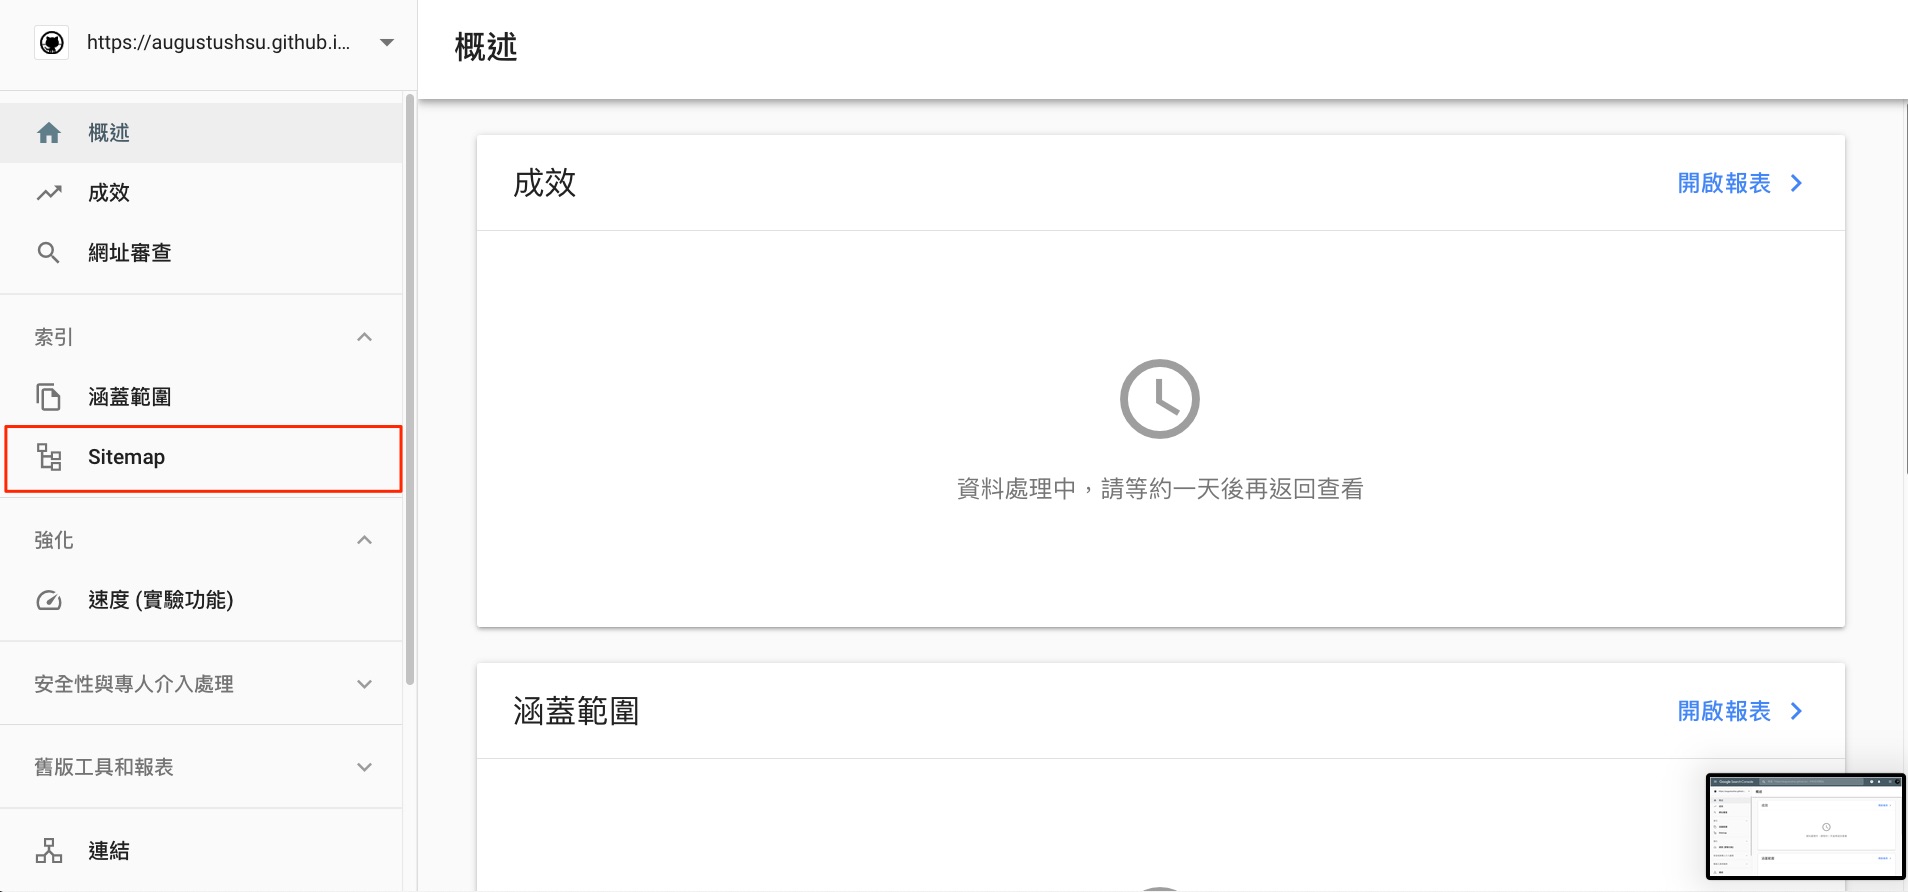 https://augustushsu.github.i...
概述
成效
網址審查
索引
涵蓋範圍
Sitemap
強化
速度 (實驗功能)
安全性與專人介入處理
舊版工具和報表
連結
概述
成效
開啟報表
資料處理中，請等約一天後再返回查看
涵蓋範圍
開啟報表
Google Search Console